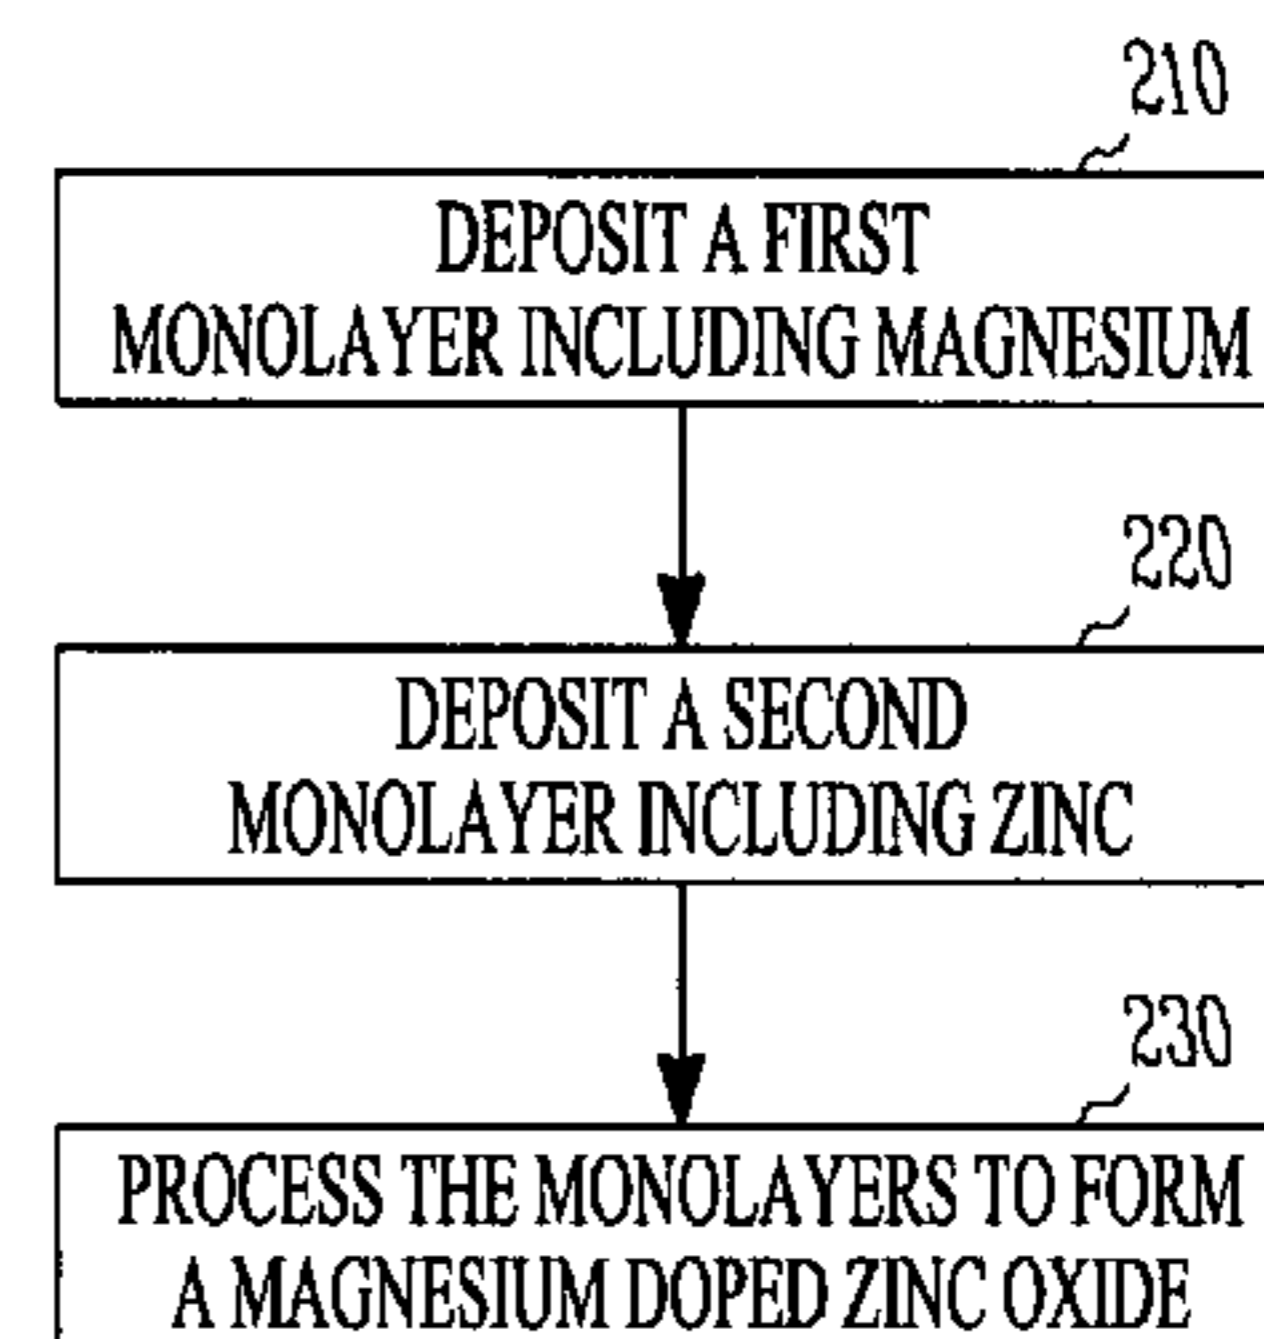 210
DEPOSIT A FIRST
MONOLAYER INCLUDING MAGNESIUM
220
DEPOSIT A SECOND
MONOLAYER INCLUDING ZINC
230
PROCESS THE MONOLAYERS TO FORM
A MAGNESIUM DOPED ZINC OXIDE